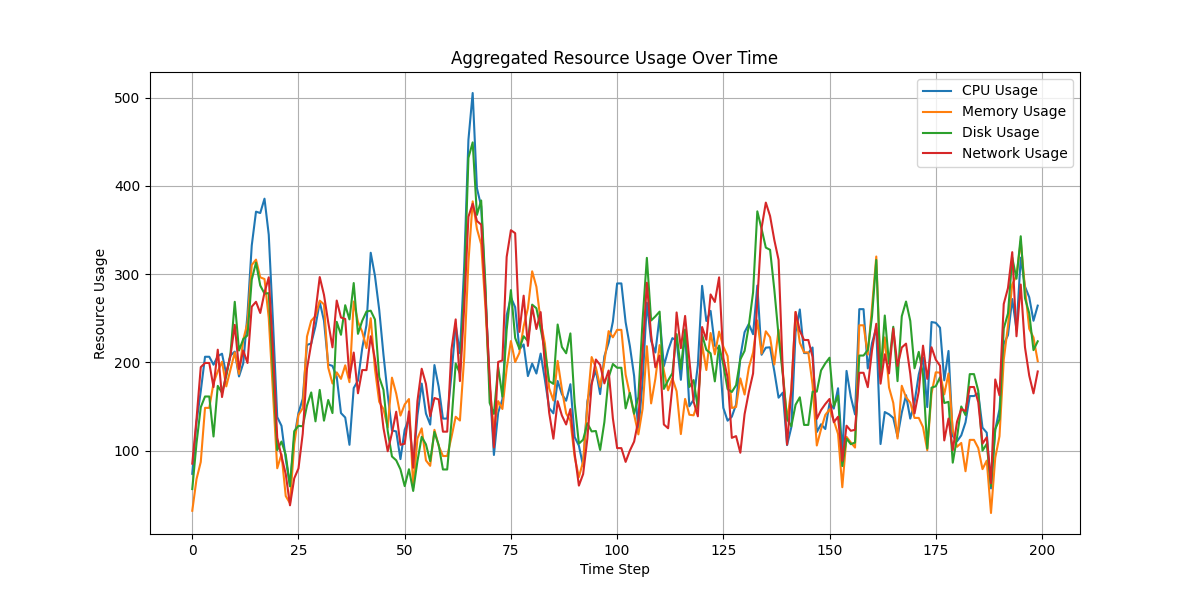 Aggregated Resource Usage Over Time
Resource Usage
500
400
300
200
100
CPU Usage
Memory Usage
Disk Usage
Network Usage
0 25 50 75 100 125 150 175 200
Time Step